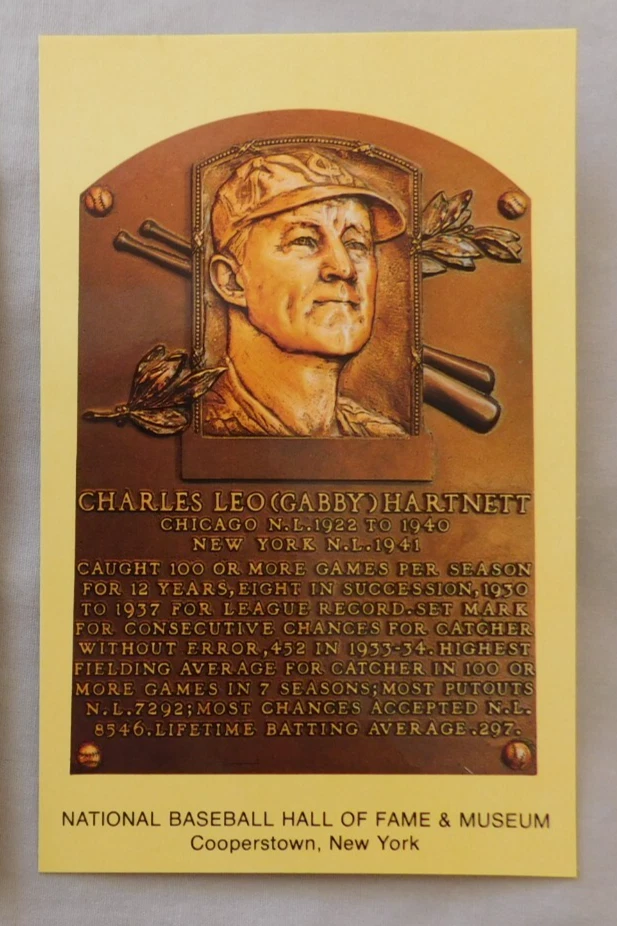 CHARLES LEO (GABBY) HARTNETT
CHICAGO N.L. 1922 TO 1940
NEW YORK N.L. 1941
CAUGHT 100 OR MORE GAMES PER SEASON
FOR 12 YEARS, EIGHT IN SUCCESSION, 1930
TO 1937 FOR LEAGUE RECORD. SET MARK
FOR CONSECUTIVE CHANCES FOR CATCHER
WITHOUT ERROR, 452 IN 1933-34. HIGHEST
FIELDING AVERAGE FOR CATCHER IN 100 OR
MORE GAMES IN 7 SEASONS; MOST PUTOUTS
N.L. 7292; MOST CHANCES ACCEPTED N.L.
8546. LIFETIME BATTING AVERAGE .297.
NATIONAL BASEBALL HALL OF FAME & MUSEUM
Cooperstown, New York